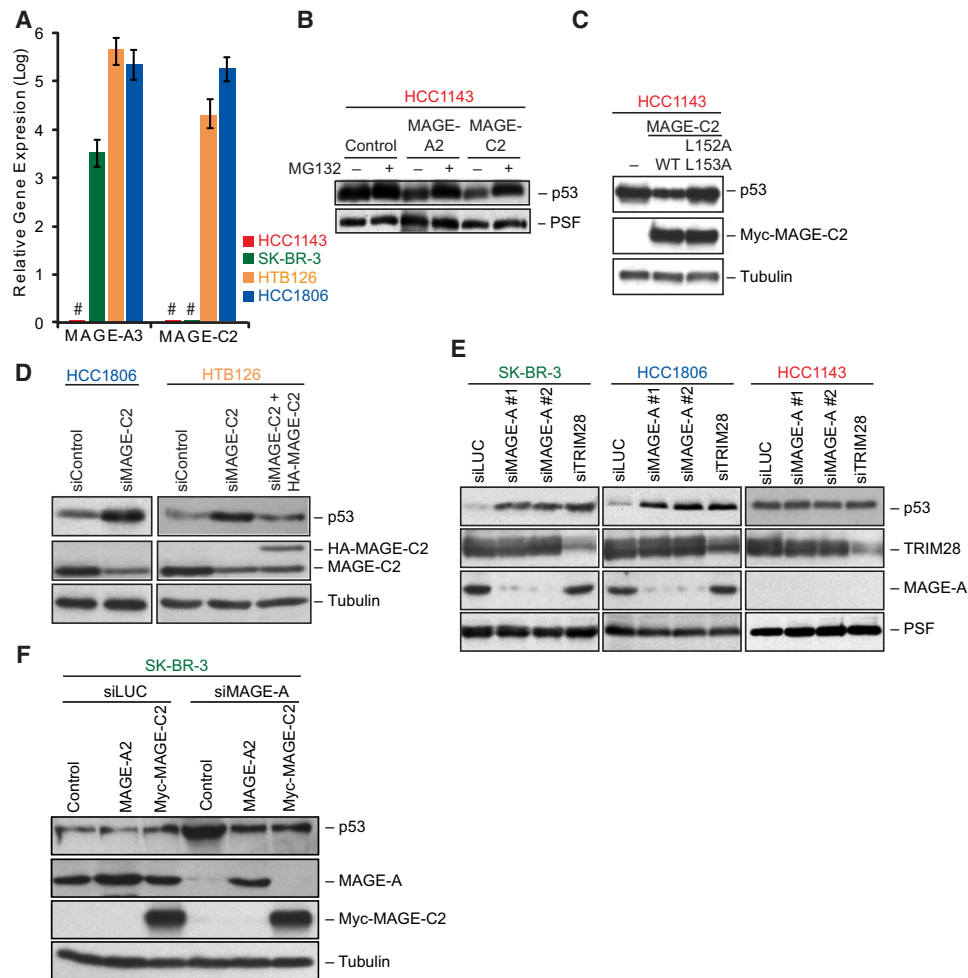 A
Relative Gene Expression (Log)
6
5
4
3
2
1
0
#
# #
MAGE-A3 MAGE-C2
HCC1143
SK-BR-3
HTB126
HCC1806
B
HCC1143
Control MAGE-A2 MAGE-C2
MG132 – + – + – +
– p53
– PSF
C
HCC1143
MAGE-C2
L152A
– WT L153A
– p53
– Myc-MAGE-C2
– Tubulin
D
HCC1806 HTB126
siControl siMAGE-C2 siControl siMAGE-C2 siMAGE-C2 + HA-MAGE-C2
– p53
– HA-MAGE-C2
– MAGE-C2
– Tubulin
E
SK-BR-3 HCC1806 HCC1143
siLUC siMAGE-A #1 siMAGE-A #2 siTRIM28 siLUC siMAGE-A #1 siMAGE-A #2 siTRIM28 siLUC siMAGE-A #1 siMAGE-A #2 siTRIM28
– p53
– TRIM28
– MAGE-A
– PSF
F
SK-BR-3
siLUC siMAGE-A
Control MAGE-A2 Myc-MAGE-C2 Control MAGE-A2 Myc-MAGE-C2
– p53
– MAGE-A
– Myc-MAGE-C2
– Tubulin